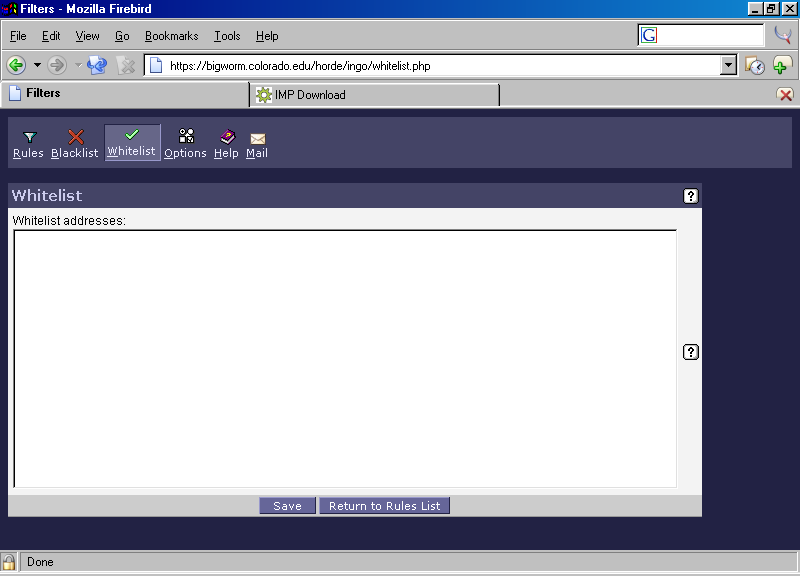 Filters - Mozilla Firebird
File Edit View Go Bookmarks Tools Help
G
https://bigworm.colorado.edu/horde/ingo/whitelist.php
Filters
IMP Download
Rules Blacklist Whitelist Options Help Mail
Whitelist
?
Whitelist addresses:
?
Save Return to Rules List
Done